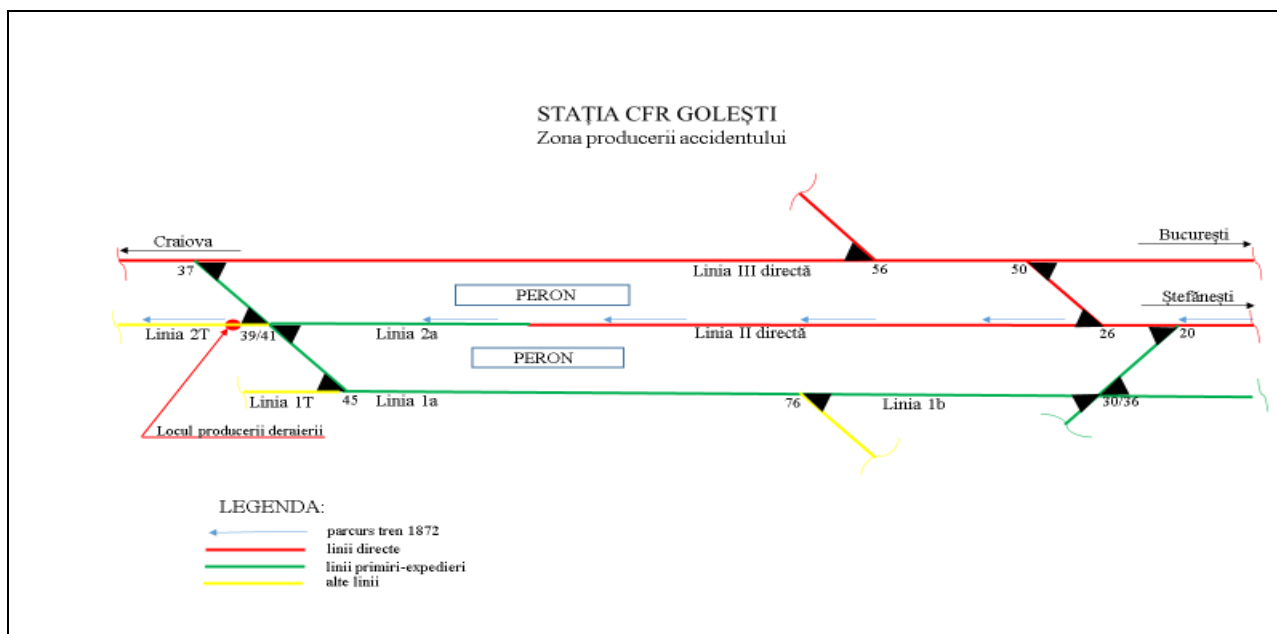 STAȚIA CFR GOLEȘTI
Zona producerii accidentului
Craiova
București
37
Linia III directă
56
50
PERON
Ștefănești
Linia 2T
39/41
Linia 2a
Linia II directă
26
20
PERON
Linia 1T
45
Linia 1a
76
Linia 1b
30/36
Locul producerii deraierii
LEGENDA:
parcurs tren 1872
linii directe
linii primiri-expedieri
alte linii